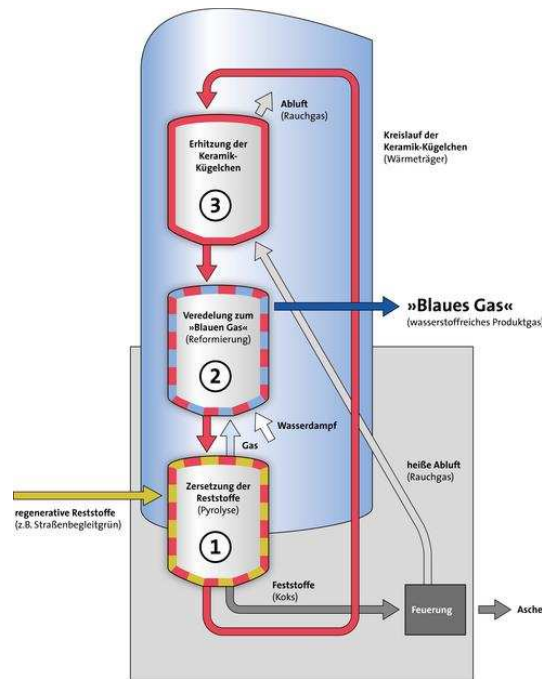 Abluft
(Rauchgas)
Erhitzung der
Keramik-
Kügelchen
3
Kreislauf der
Keramik-Kügelchen
(Wärmeträger)
Veredelung zum
»Blauen Gas«
(Reformierung)
2
»Blaues Gas«
(wasserstoffreiches Produktgas)
Wasserdampf
Gas
heiße Abluft
(Rauchgas)
Zersetzung der
Reststoffe
(Pyrolyse)
1
regenerative Reststoffe
(z.B. Straßenbegleitgrün)
Feststoffe
(Koks)
Feuerung
Asche